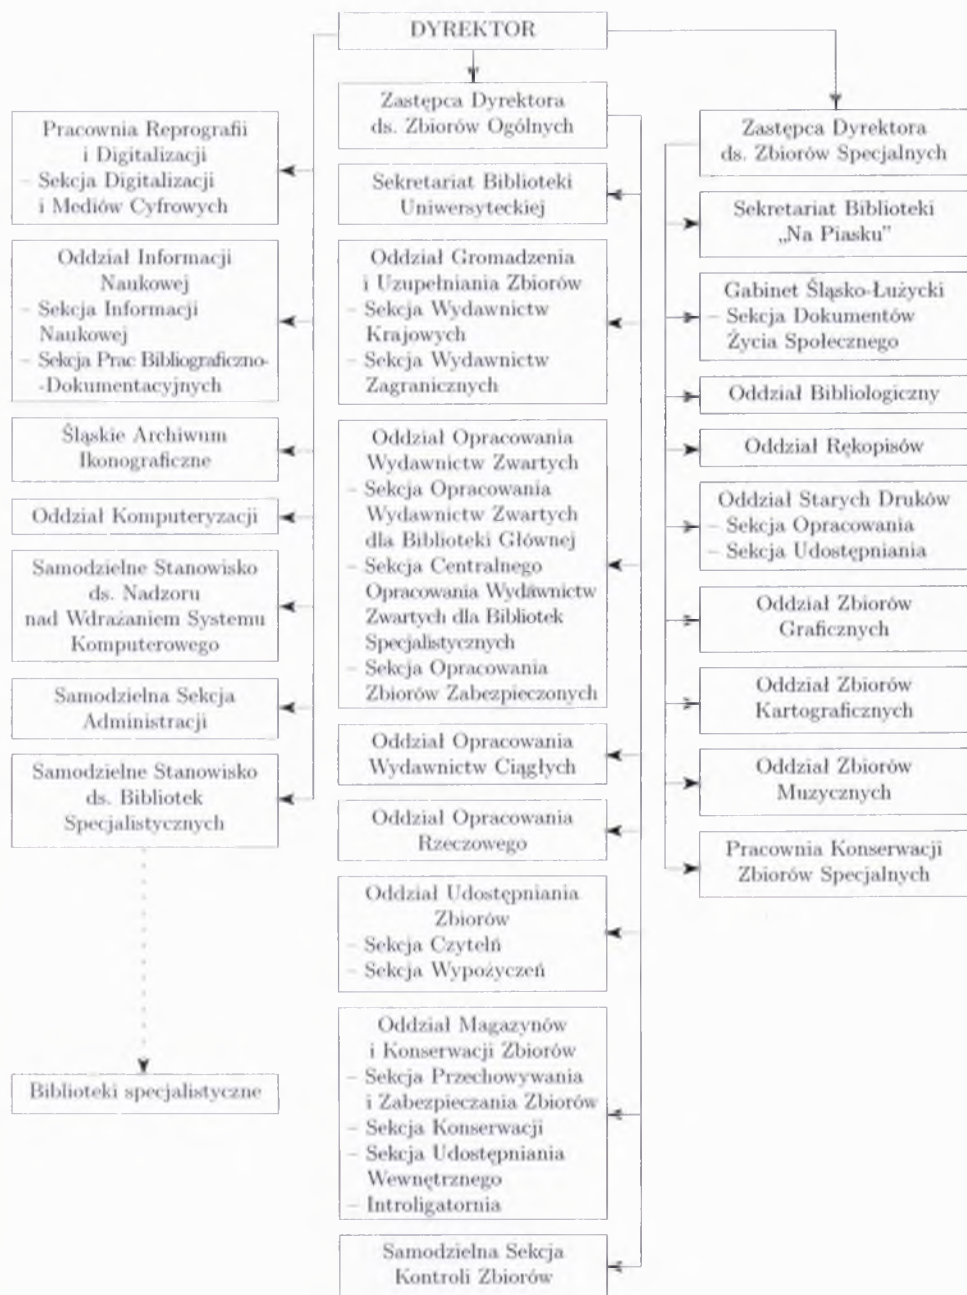 DYREKTOR
Pracownia Reprografii
i Digitalizacji
– Sekcja Digitalizacji
i Mediów Cyfrowych
Oddział Informacji
Naukowej
– Sekcja Informacji
Naukowej
– Sekcja Prac Bibliograficzno-
-Dokumentacyjnych
Śląskie Archiwum
Ikonograficzne
Oddział Komputeryzacji
Samodzielne Stanowisko
ds. Nadzoru
nad Wdrażaniem Systemu
Komputerowego
Samodzielna Sekcja
Administracji
Samodzielne Stanowisko
ds. Bibliotek
Specjalistycznych
Biblioteki specjalistyczne
Zastępca Dyrektora
ds. Zbiorów Ogólnych
Sekretariat Biblioteki
Uniwersyteckiej
Oddział Gromadzenia
i Uzupełniania Zbiorów
– Sekcja Wydawnictw
Krajowych
– Sekcja Wydawnictw
Zagranicznych
Oddział Opracowania
Wydawnictw Zwartych
– Sekcja Opracowania
Wydawnictw Zwartych
dla Biblioteki Głównej
– Sekcja Centralnego
Opracowania Wydawnictw
Zwartych dla Bibliotek
Specjalistycznych
– Sekcja Opracowania
Zbiorów Zabezpieczonych
Oddział Opracowania
Wydawnictw Ciągłych
Oddział Opracowania
Rzeczowego
Oddział Udostępniania
Zbiorów
– Sekcja Czytelń
– Sekcja Wypożyczeń
Oddział Magazynów
i Konserwacji Zbiorów
– Sekcja Przechowywania
i Zabezpieczania Zbiorów
– Sekcja Konserwacji
– Sekcja Udostępniania
Wewnętrznego
– Introligatornia
Samodzielna Sekcja
Kontroli Zbiorów
Zastępca Dyrektora
ds. Zbiorów Specjalnych
Sekretariat Biblioteki
„Na Piasku”
Gabinet Śląsko-Łużycki
– Sekcja Dokumentów
Życia Społecznego
Oddział Bibliologiczny
Oddział Rękopisów
Oddział Starych Druków
– Sekcja Opracowania
– Sekcja Udostępniania
Oddział Zbiorów
Graficznych
Oddział Zbiorów
Kartograficznych
Oddział Zbiorów
Muzycznych
Pracownia Konserwacji
Zbiorów Specjalnych